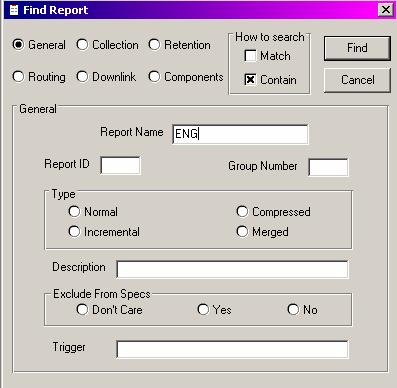 Find Report
General Collection Retention
Routing Downlink Components
How to search
Match
Contain
Find
Cancel
General
Report Name ENG
Report ID Group Number
Type
Normal Compressed
Incremental Merged
Description
Exclude From Specs
Don't Care Yes No
Trigger